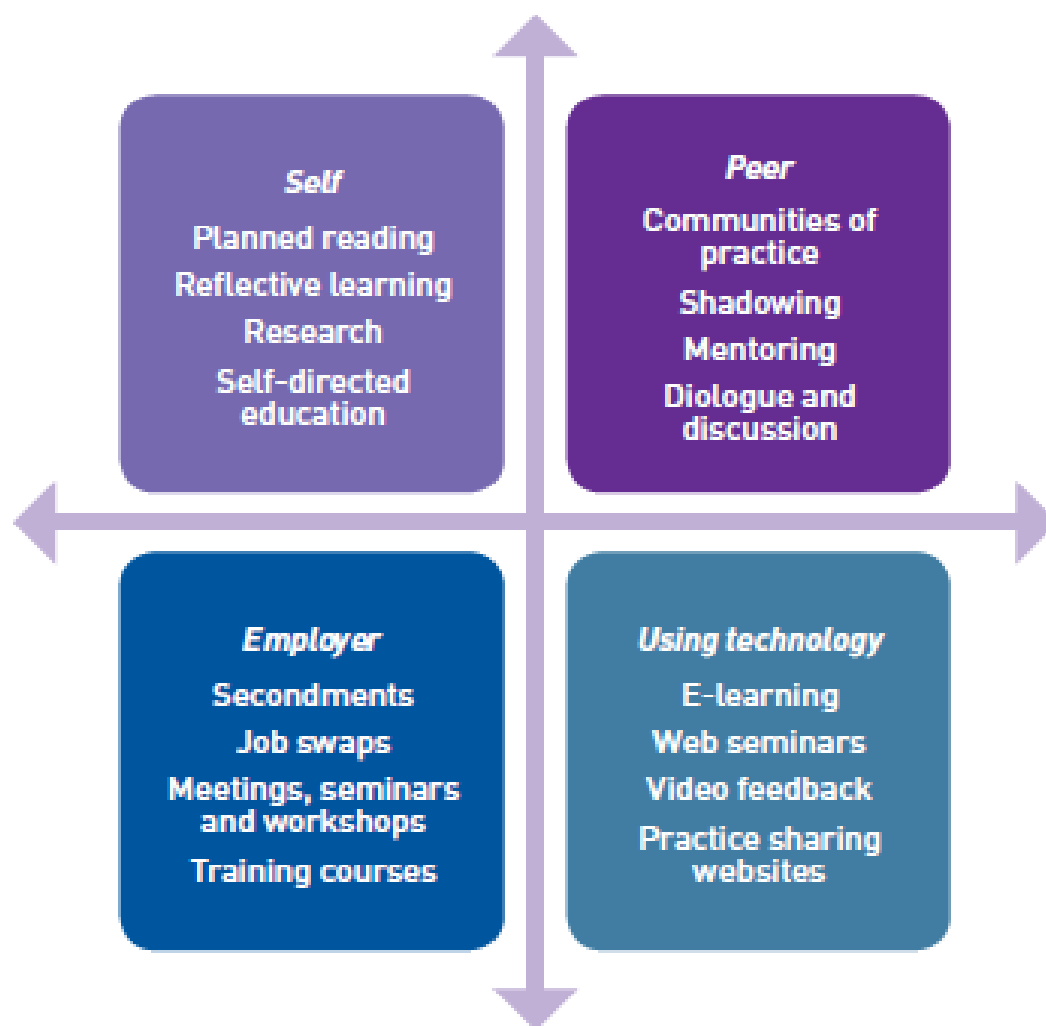 Self
Planned reading
Reflective learning
Research
Self-directed
education
Peer
Communities of
practice
Shadowing
Mentoring
Diologue and
discussion
Employer
Secondments
Job swaps
Meetings, seminars
and workshops
Training courses
Using technology
E-learning
Web seminars
Video feedback
Practice sharing
websites